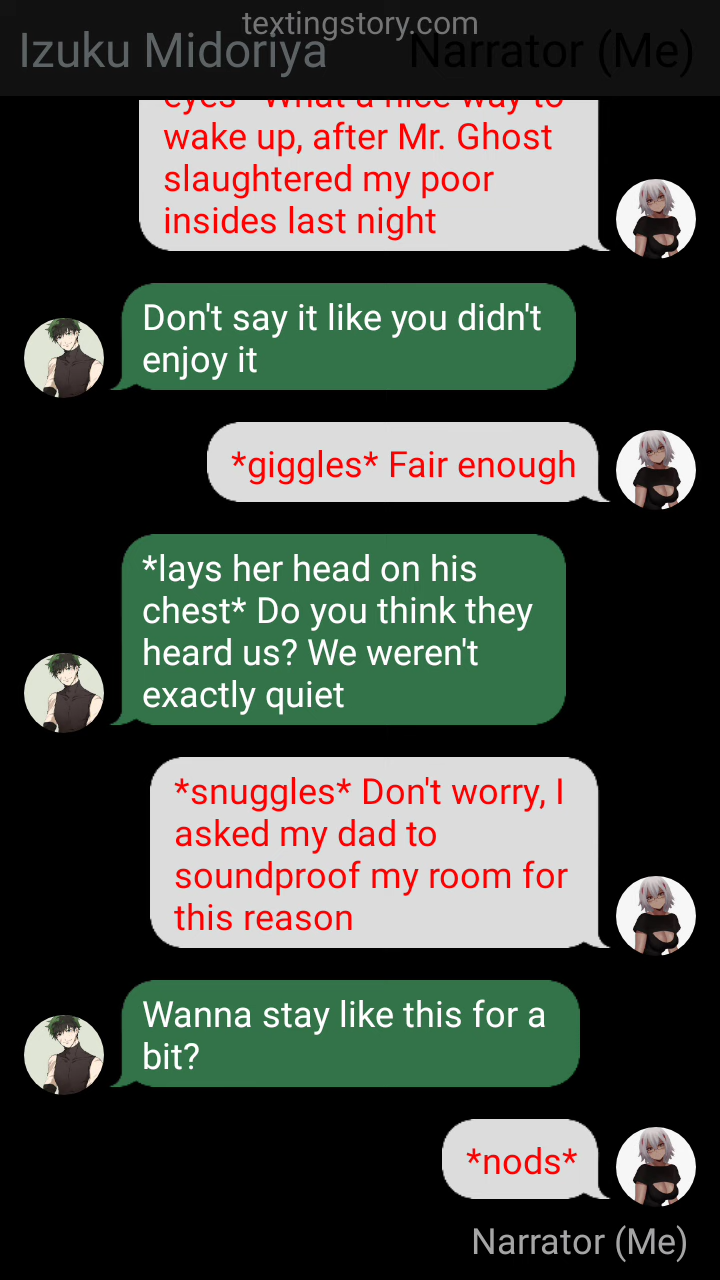 textingstory.com
Izuku Midoriya
Narrator (Me)
eyes* What a nice way to
wake up, after Mr. Ghost
slaughtered my poor
insides last night
Don't say it like you didn't
enjoy it
*giggles* Fair enough
*lays her head on his
chest* Do you think they
heard us? We weren't
exactly quiet
*snuggles* Don't worry, I
asked my dad to
soundproof my room for
this reason
Wanna stay like this for a
bit?
*nods*
Narrator (Me)